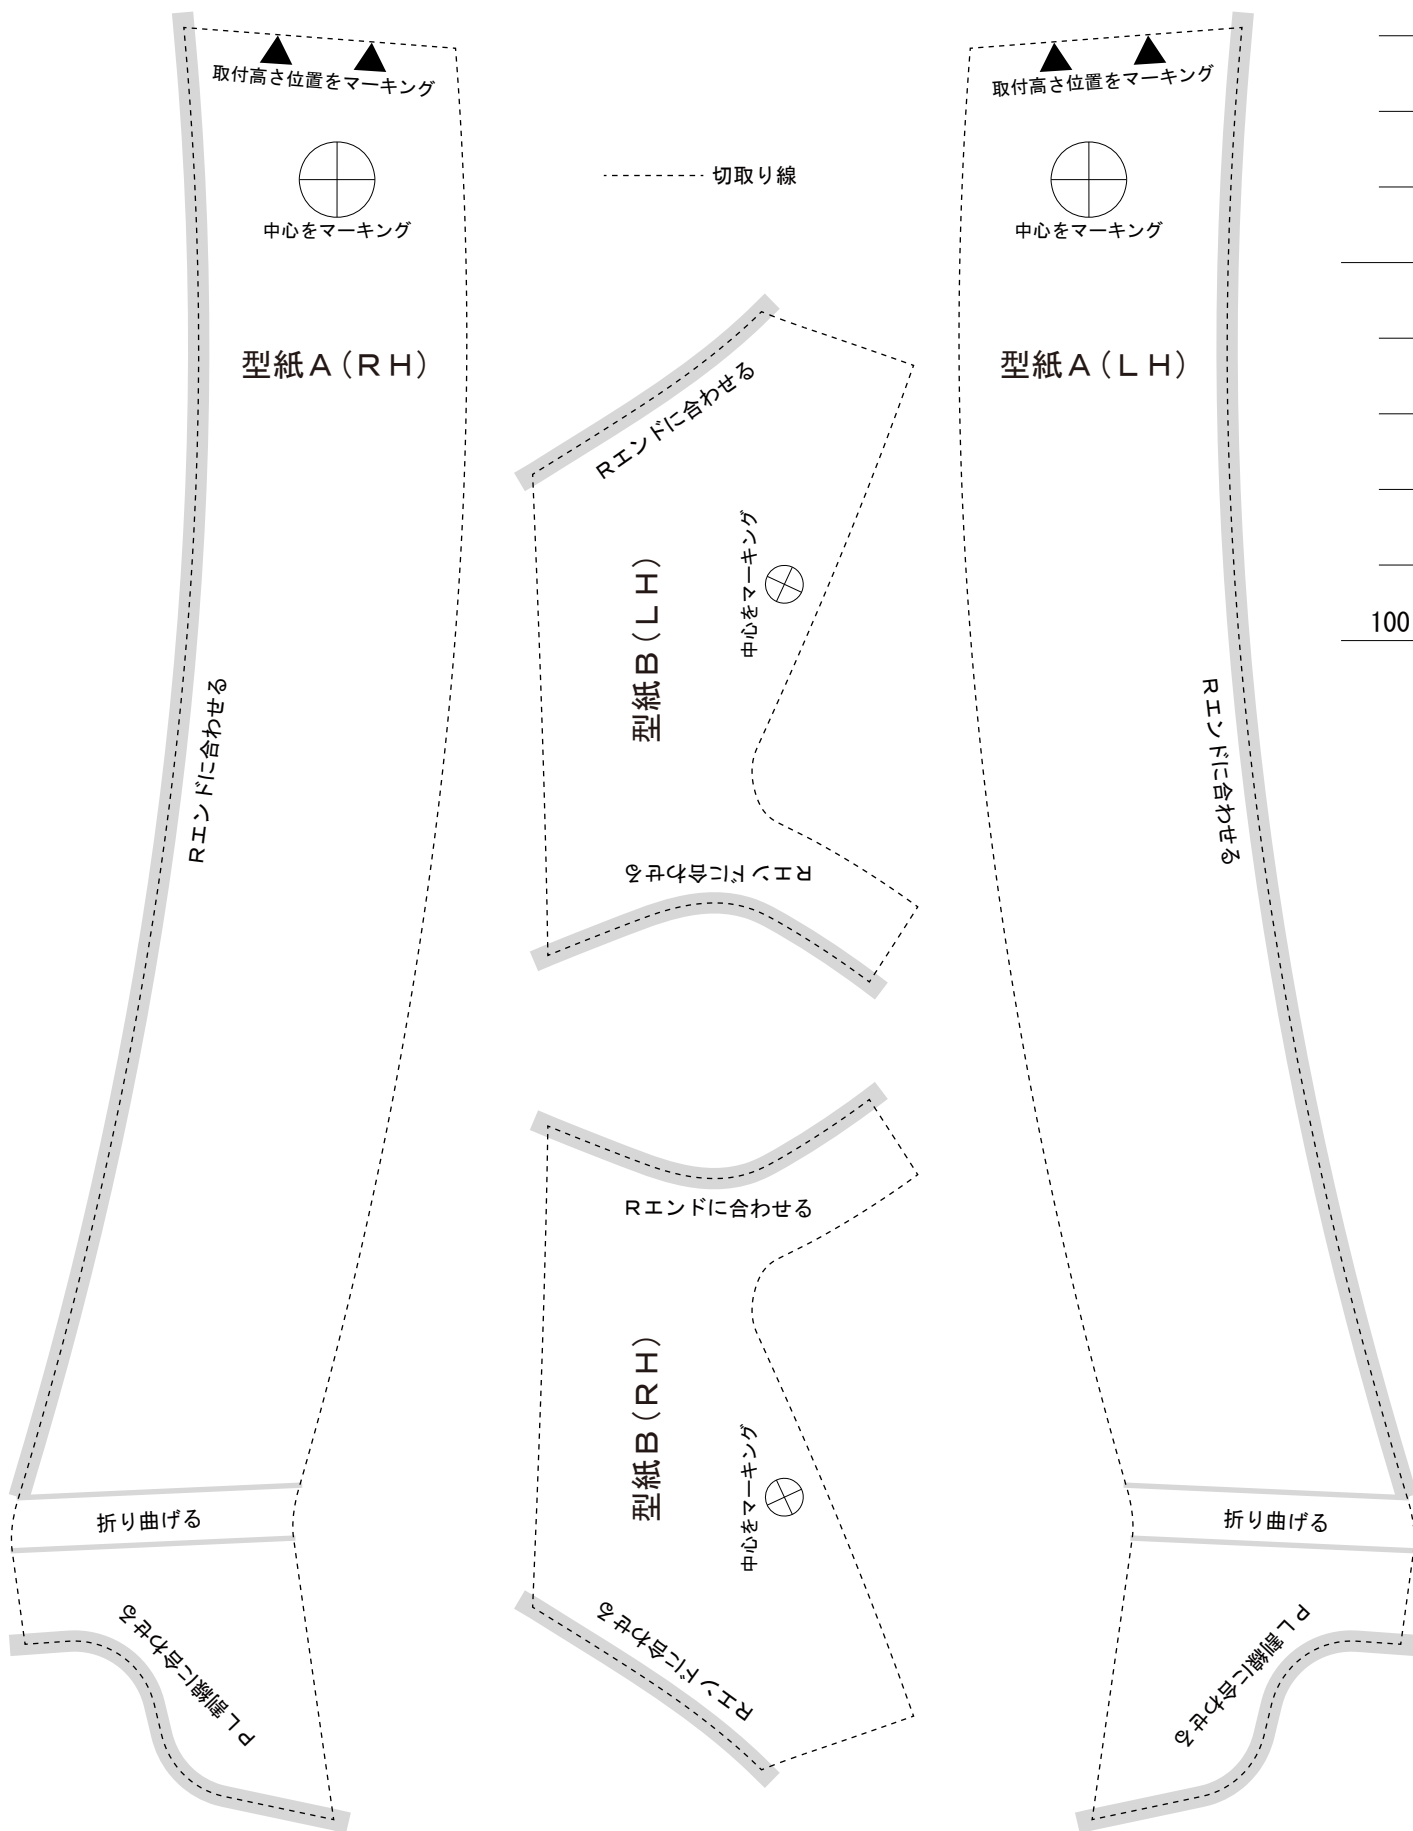 取付高さ位置をマーキング
取付高さ位置をマーキング
中心をマーキング
切取り線
中心をマーキング
型紙A(RH)
型紙A(LH)
Rエンドに合わせる
中心をマーキング
型紙B(LH)
100
Rエンドに合わせる
Rエンドに合わせる
Rエンドに合わせる
Rエンドに合わせる
型紙B(RH)
中心をマーキング
折り曲げる
折り曲げる
PL割線に合わせる
Rエンドに合わせる
PL割線に合わせる